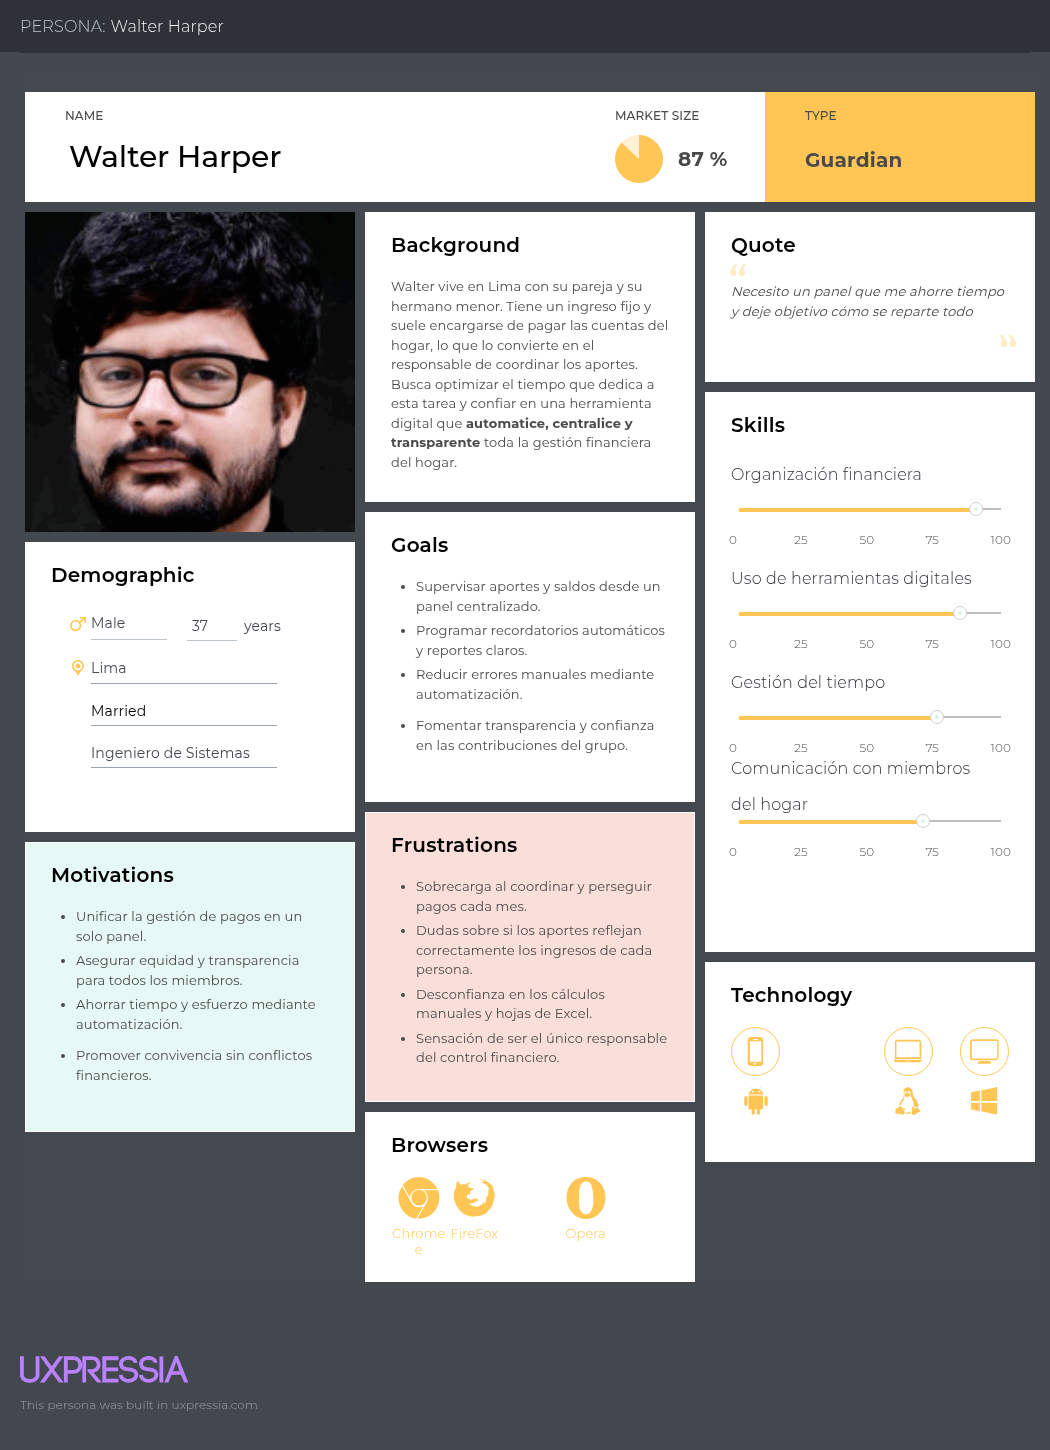 PERSONA: Walter Harper
NAME
Walter Harper
MARKET SIZE
87 %
TYPE
Guardian
Demographic
Male
37 years
Lima
Married
Ingeniero de Sistemas
Motivations
• Unificar la gestión de pagos en un
solo panel.
• Asegurar equidad y transparencia
para todos los miembros.
• Ahorrar tiempo y esfuerzo mediante
automatización.
• Promover convivencia sin conflictos
financieros.
Background
Walter vive en Lima con su pareja y su
hermano menor. Tiene un ingreso fijo y
suele encargarse de pagar las cuentas del
hogar, lo que lo convierte en el
responsable de coordinar los aportes.
Busca optimizar el tiempo que dedica a
esta tarea y confiar en una herramienta
digital que automatice, centralice y
transparente toda la gestión financiera
del hogar.
Goals
• Supervisar aportes y saldos desde un
panel centralizado.
• Programar recordatorios automáticos
y reportes claros.
• Reducir errores manuales mediante
automatización.
• Fomentar transparencia y confianza
en las contribuciones del grupo.
Frustrations
• Sobrecarga al coordinar y perseguir
pagos cada mes.
• Dudas sobre si los aportes reflejan
correctamente los ingresos de cada
persona.
• Desconfianza en los cálculos
manuales y hojas de Excel.
• Sensación de ser el único responsable
del control financiero.
Browsers
Chrome FireFox Opera
e
Quote
“
Necesito un panel que me ahorre tiempo
y deje objetivo cómo se reparte todo
”
Skills
Organización financiera
0 25 50 75 100
Uso de herramientas digitales
0 25 50 75 100
Gestión del tiempo
0 25 50 75 100
Comunicación con miembros
del hogar
0 25 50 75 100
Technology
UXPRESSIA
This persona was built in uxpressia.com